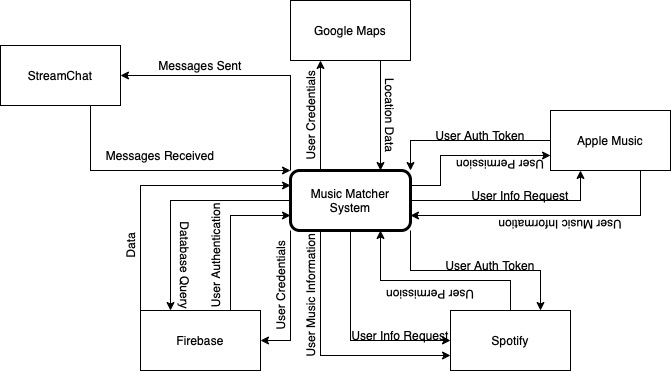 Google Maps
StreamChat
Messages Sent
User Credentials
Location Data
User Auth Token
Apple Music
Messages Received
User Permission
Music Matcher
System
User Info Request
User Music Information
Data
Database Query
User Authentication
User Credentials
User Music Information
User Auth Token
User Permission
User Info Request
Firebase
Spotify